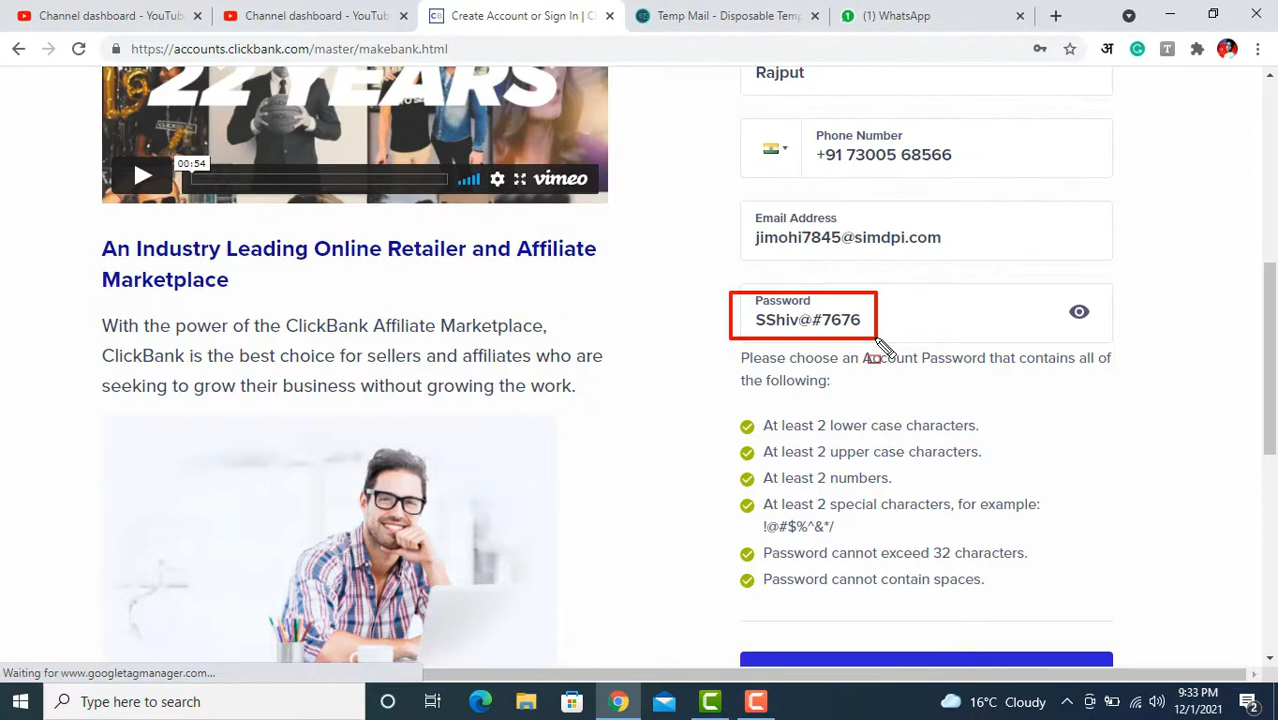 Channel dashboard - YouTub
Channel dashboard - YouTub
CB
Create Account or Sign In | C
Temp Mail - Disposable Temp
1
(1) WhatsApp
https://accounts.clickbank.com/master/makebank.html
अ
T
22 YEARS
00:54
vimeo
An Industry Leading Online Retailer and Affiliate
Marketplace
With the power of the ClickBank Affiliate Marketplace,
ClickBank is the best choice for sellers and affiliates who are
seeking to grow their business without growing the work.
Rajput
Phone Number
+91 73005 68566
Email Address
jimohi7845@simdpi.com
Password
SShiv@#7676
Please choose an Account Password that contains all of
the following:
At least 2 lower case characters.
At least 2 upper case characters.
At least 2 numbers.
At least 2 special characters, for example:
!@#$%^&*/
Password cannot exceed 32 characters.
Password cannot contain spaces.
Waiting for www.googletagmanager.com...
Type here to search
16°C Cloudy
9:33 PM
12/1/2021
2